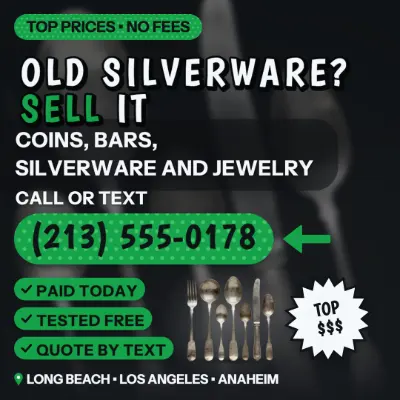 TOP PRICES • NO FEES
OLD SILVERWARE?
SELL IT
COINS, BARS,
SILVERWARE AND JEWELRY
CALL OR TEXT
(213) 555-0178
✓ PAID TODAY
✓ TESTED FREE
✓ QUOTE BY TEXT
TOP
$$$
LONG BEACH • LOS ANGELES • ANAHEIM